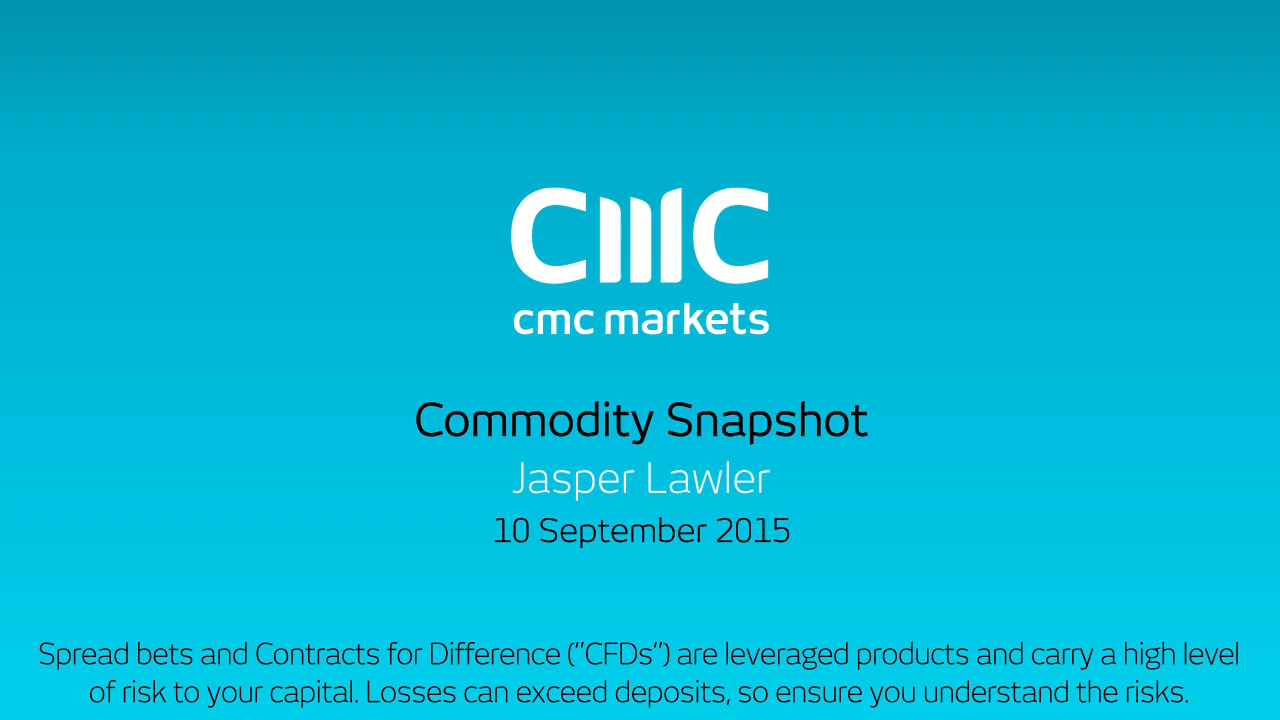 CMC
cmc markets
Commodity Snapshot
Jasper Lawler
10 September 2015
Spread bets and Contracts for Difference (“CFDs”) are leveraged products and carry a high level
of risk to your capital. Losses can exceed deposits, so ensure you understand the risks.